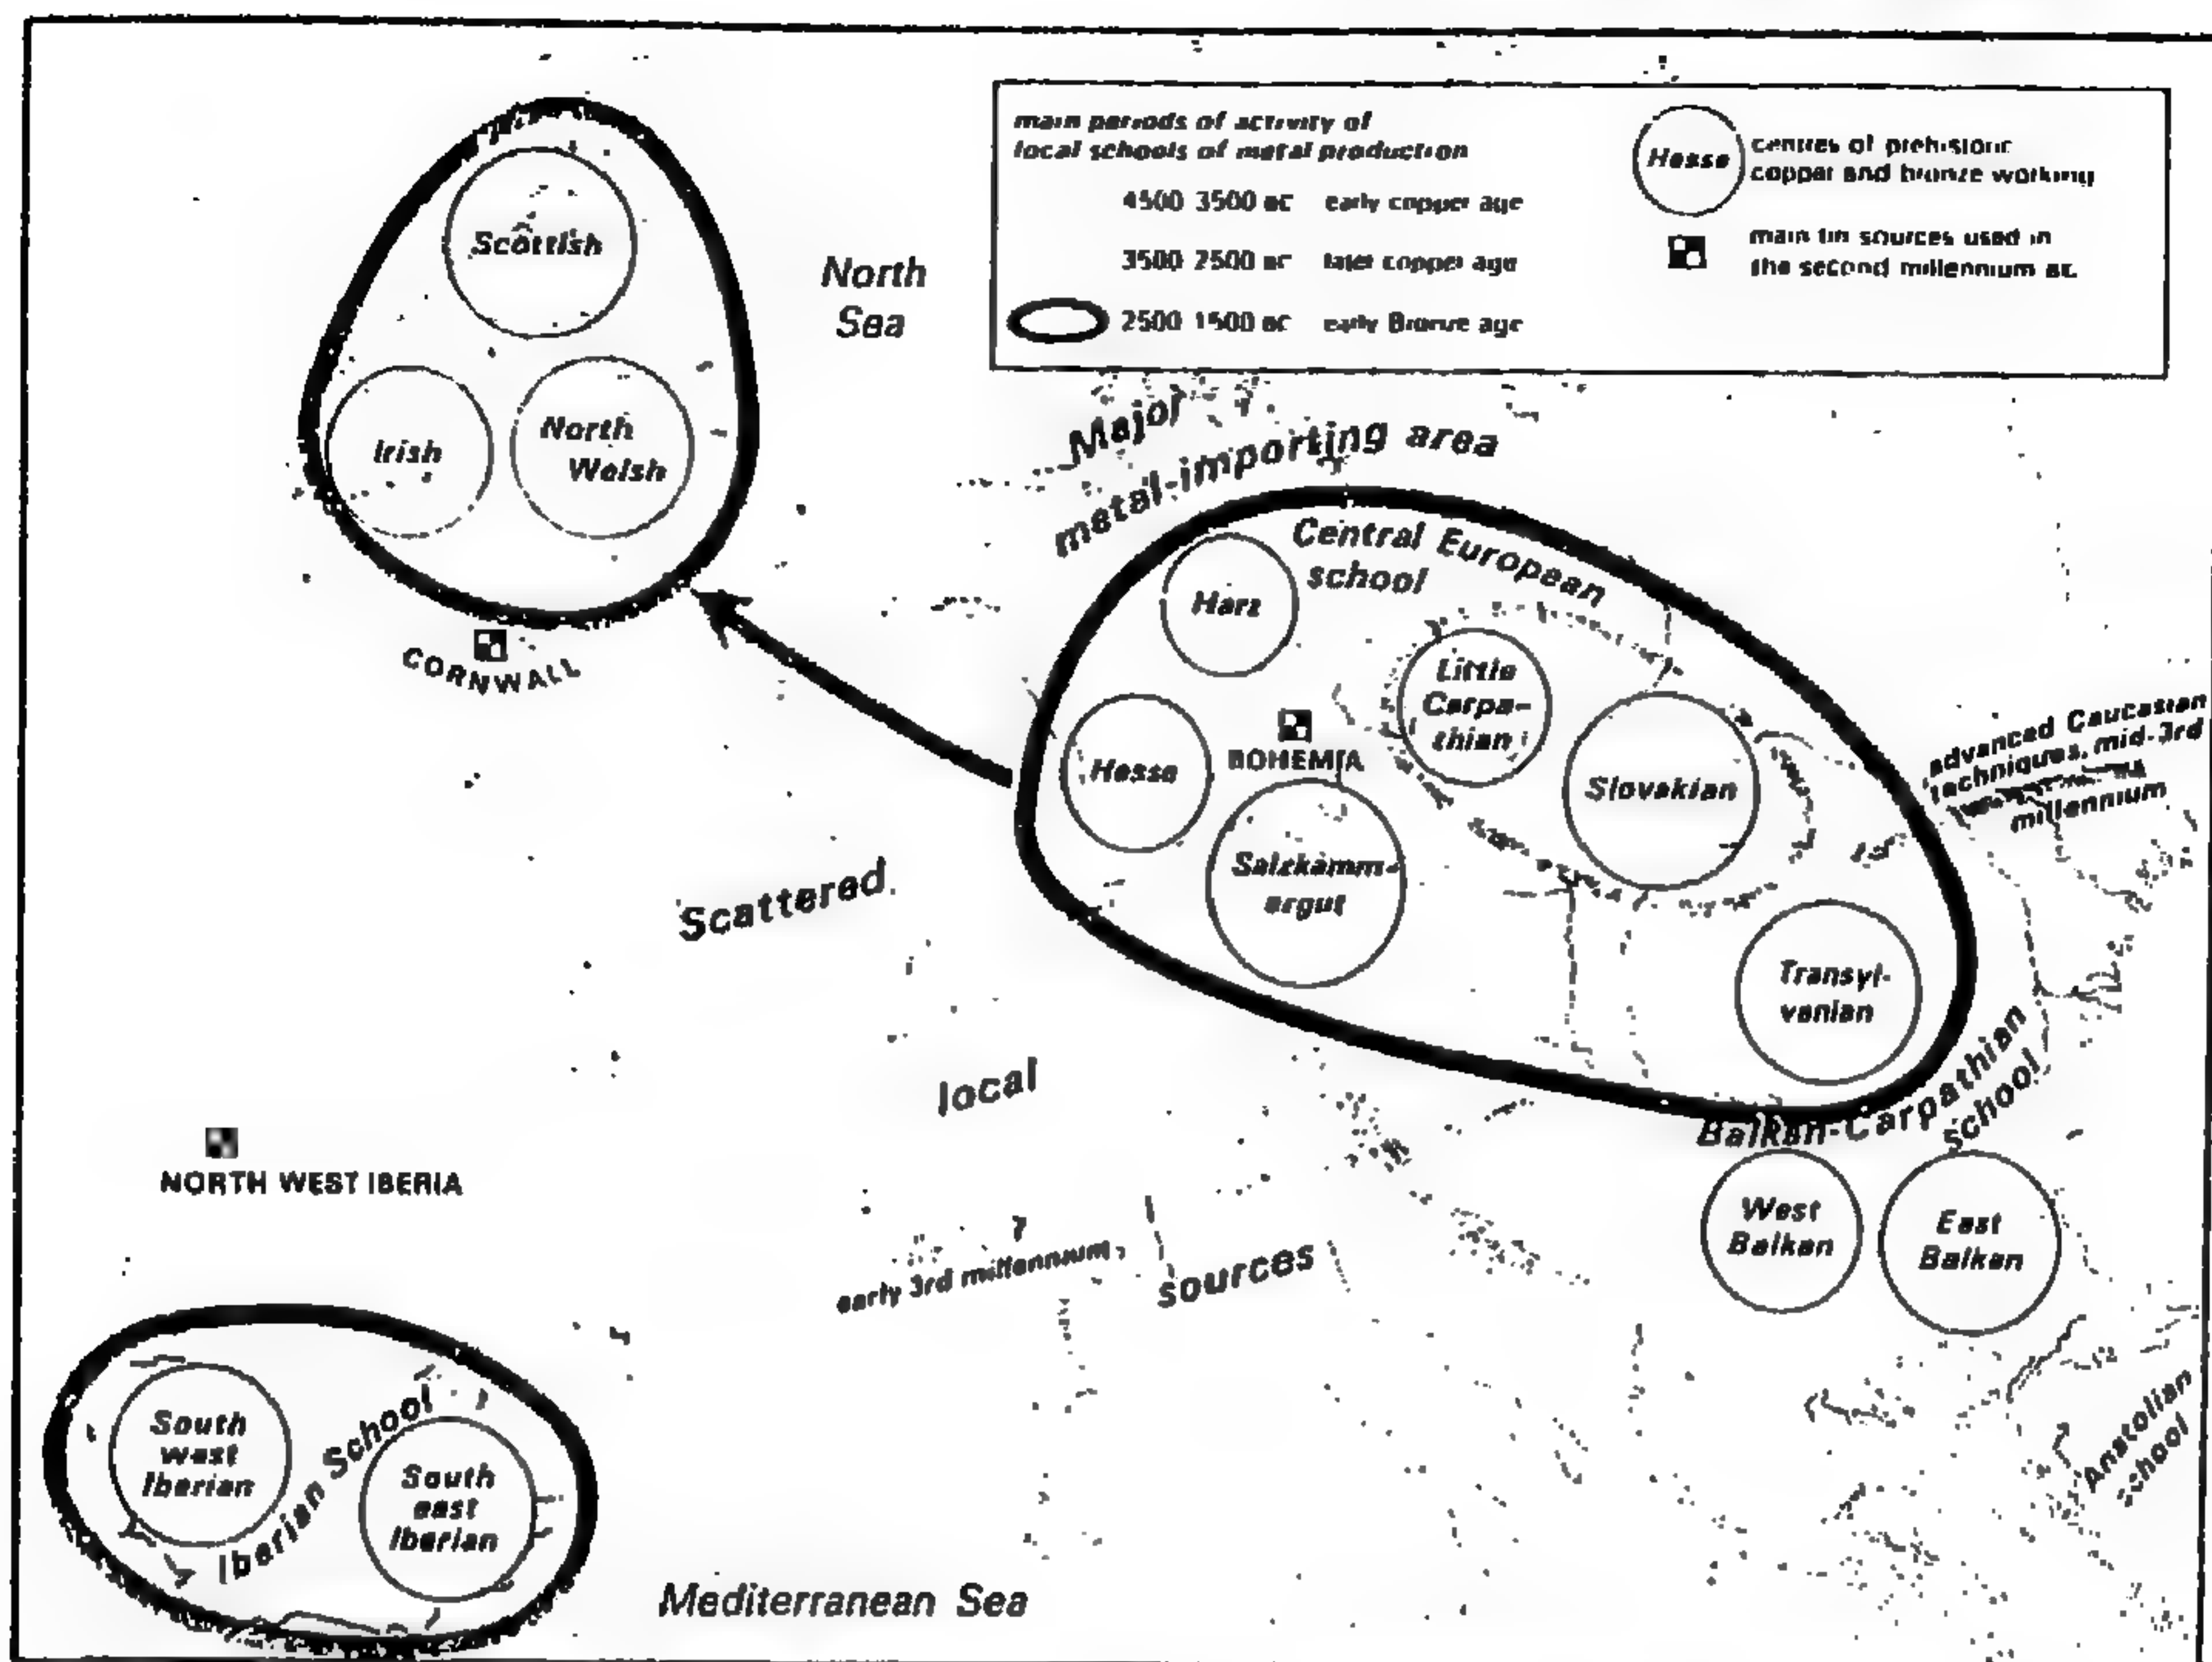 main periods of activity of
local schools of metal production
4500 3500 BC early copper age
3500 2500 BC later copper age
2500 1500 BC early Bronze age
Hesse
centres of prehistoric
copper and bronze working
main tin sources used in
the second millennium BC
Scottish
North
Sea
Irish
North
Welsh
CORNWALL
Major
metal-importing area
Central European
school
Harz
Little
Carpa-
thian
Hesse
BOHEMIA
Slovakian
advanced Caucasian
techniques, mid-3rd
millennium
Salzkamm-
ergut
Scattered
Transyl-
vanian
local
Balkan-Carpathian
School
NORTH WEST IBERIA
West
Balkan
East
Balkan
?
early 3rd millennium
sources
South
west
Iberian
Iberian School
South
east
Iberian
Anatolian
school
Mediterranean Sea